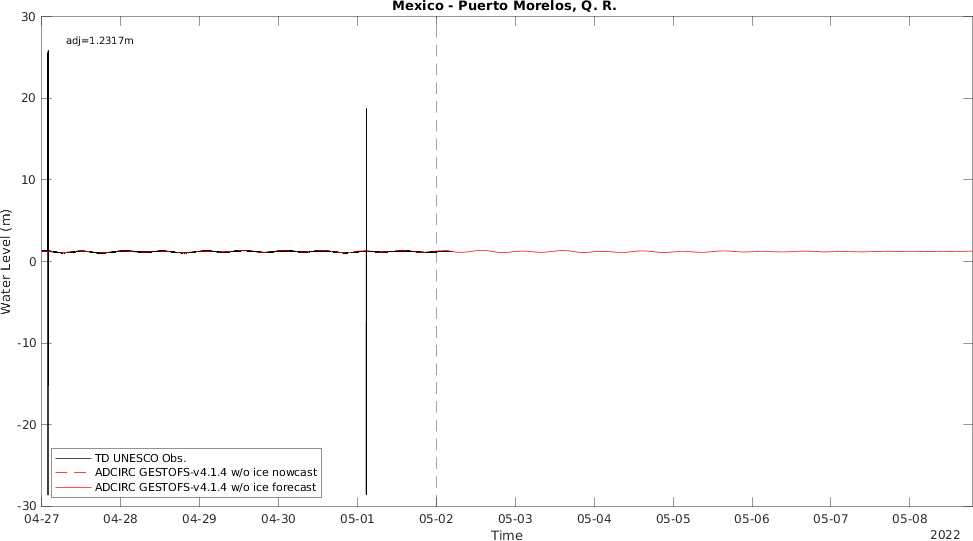 Mexico - Puerto Morelos, Q. R.
adj=1.2317m
30
20
10
0
-10
-20
-30
Water Level (m)
TD UNESCO Obs.
ADCIRC GESTOFS-v4.1.4 w/o ice nowcast
ADCIRC GESTOFS-v4.1.4 w/o ice forecast
04-27 04-28 04-29 04-30 05-01 05-02 05-03 05-04 05-05 05-06 05-07 05-08
Time
2022